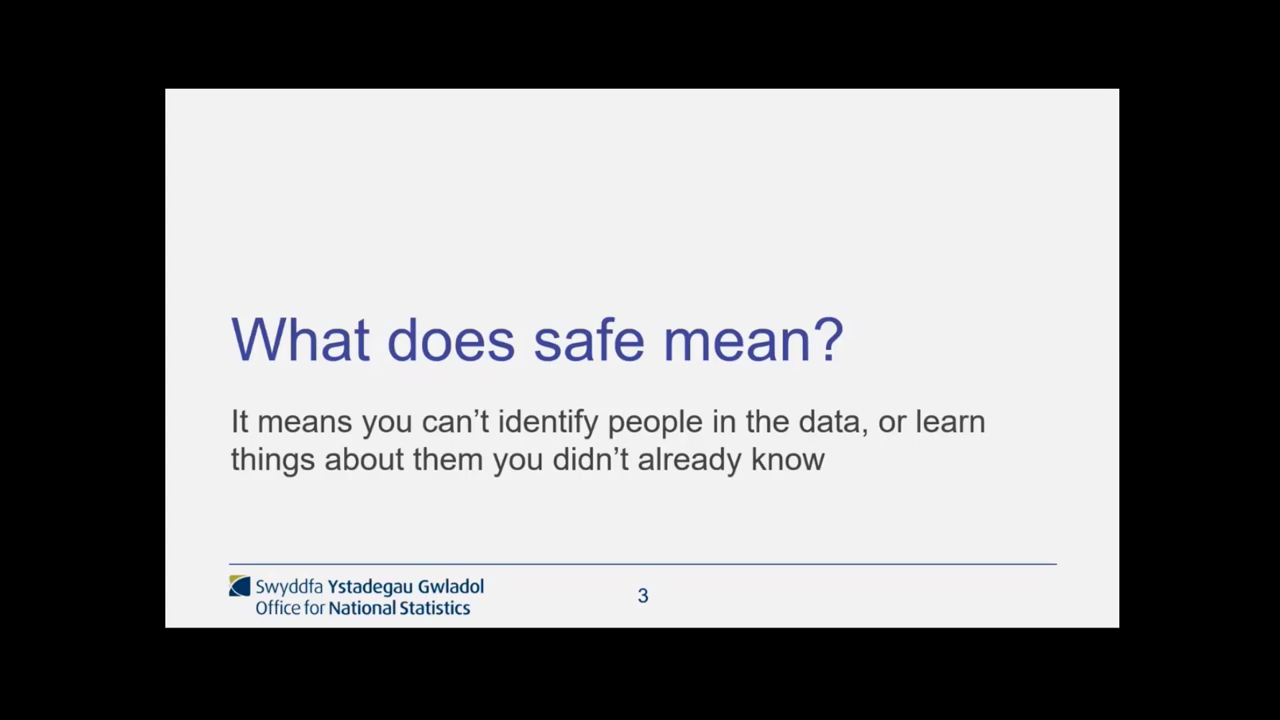 What does safe mean?
It means you can’t identify people in the data, or learn
things about them you didn’t already know
Swyddfa Ystadegau Gwladol
Office for National Statistics
3